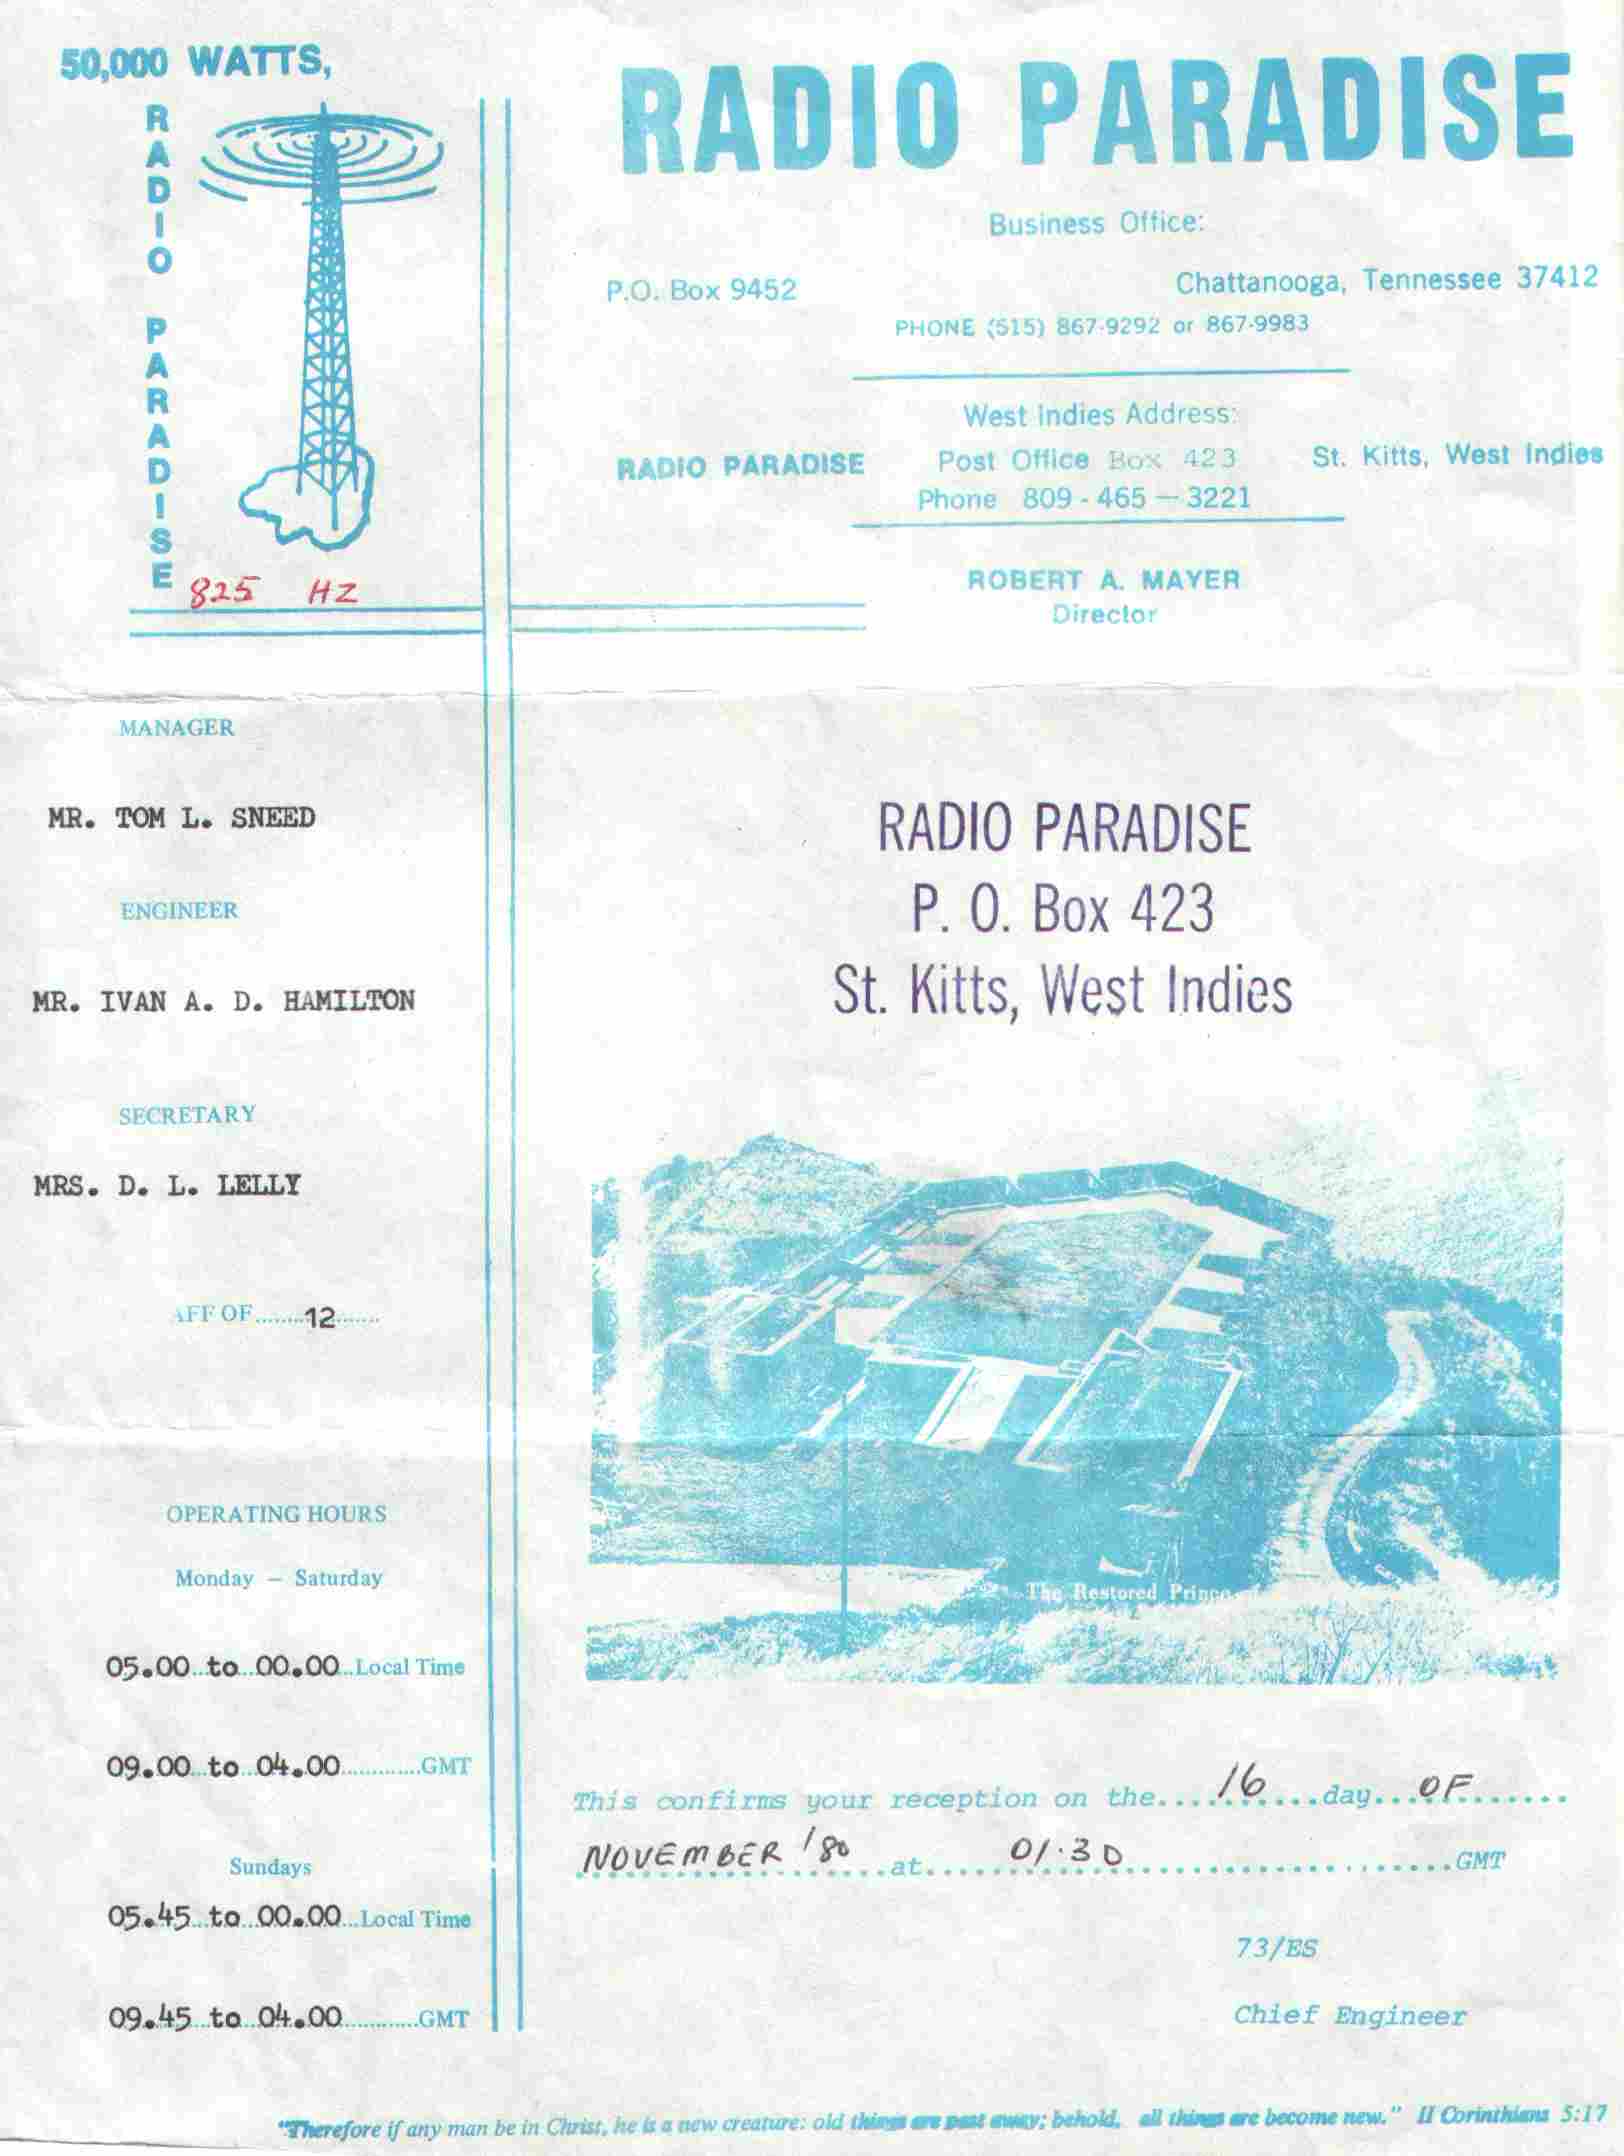 50,000 WATTS,
RADIO PARADISE
825 HZ
RADIO PARADISE
Business Office:
P.O. Box 9452 Chattanooga, Tennessee 37412
PHONE (615) 867-9292 or 867-9983
West Indies Address:
RADIO PARADISE Post Office Box 423 St. Kitts, West Indies
Phone 809 - 465 — 3221
ROBERT A. MAYER
Director
MANAGER
MR. TOM L. SNEED
ENGINEER
MR. IVAN A. D. HAMILTON
SECRETARY
MRS. D. L. LELLY
AFF OF........12.......
OPERATING HOURS
Monday — Saturday
05.00...to...00.00...Local Time
09.00...to...04.00.............GMT
Sundays
05.45...to...00.00...Local Time
09.45...to...04.00............GMT
RADIO PARADISE
P. O. Box 423
St. Kitts, West Indies
The Restored Prince
This confirms your reception on the....16....day...OF.......
NOVEMBER '80...at....01.30....GMT
73/ES
Chief Engineer
"Therefore if any man be in Christ, he is a new creature: old things are past away; behold, all things are become new." II Corinthians 5:17